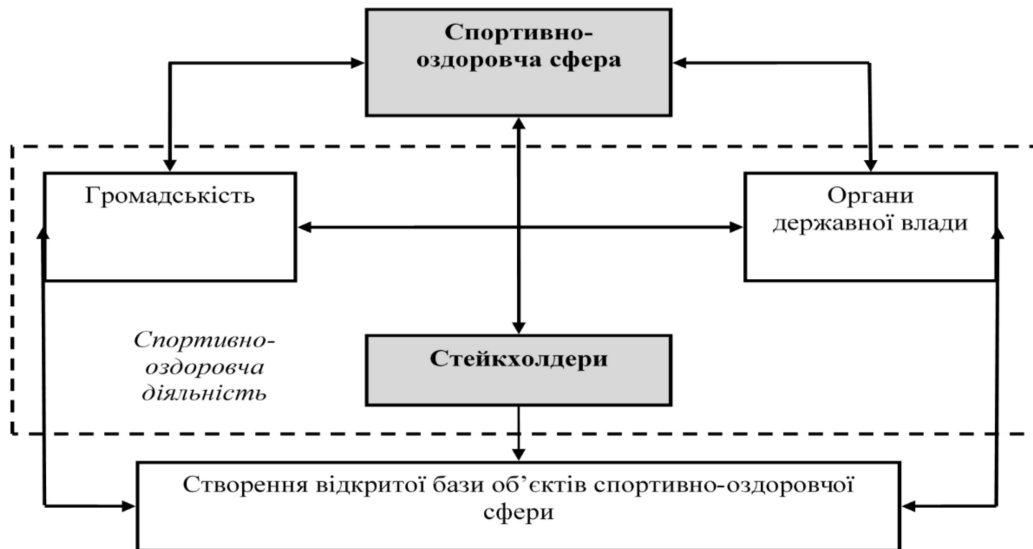 Спортивно-
оздоровча сфера
Громадськість
Органи
державної влади
Спортивно-
оздоровча
діяльність
Стейкхолдери
Створення відкритої бази об’єктів спортивно-оздоровчої
сфери